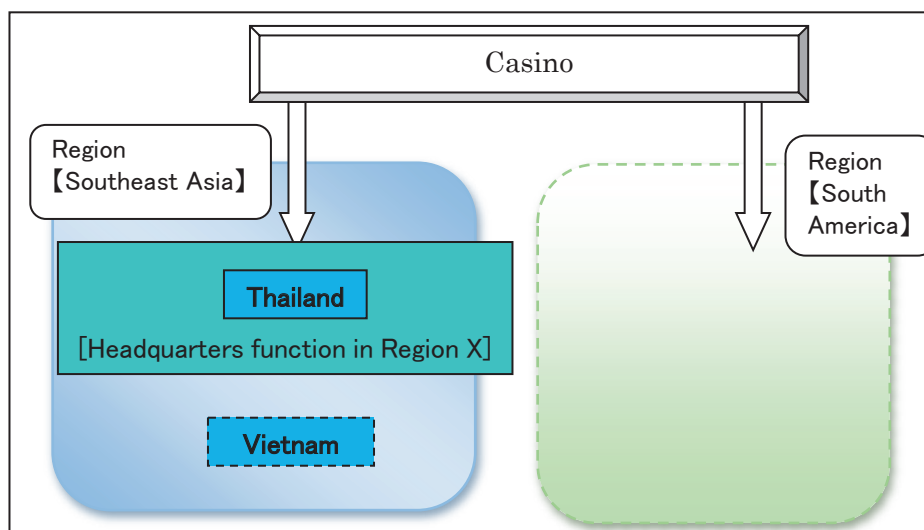 Casino
Region
【Southeast Asia】
Region
【South
America】
Thailand
[Headquarters function in Region X]
Vietnam